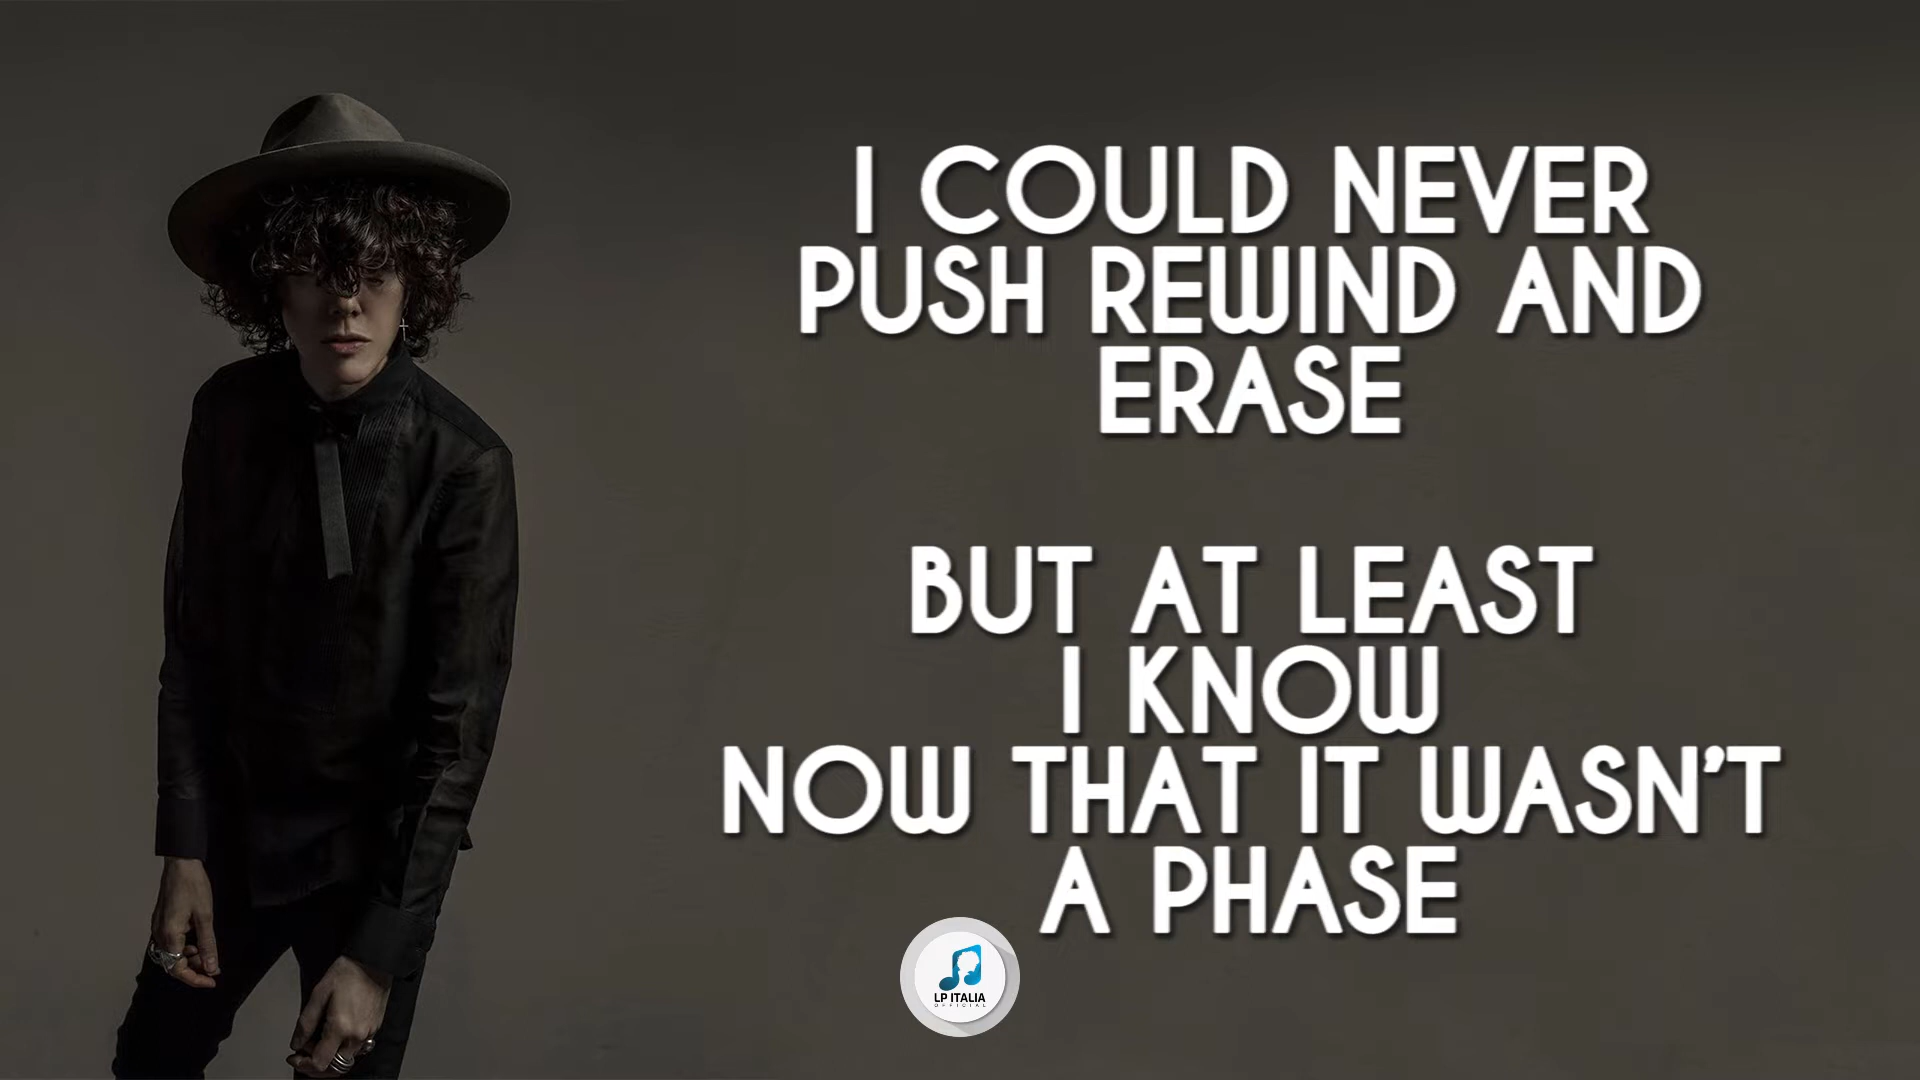 I COULD NEVER
PUSH REWIND AND
ERASE
BUT AT LEAST
I KNOW
NOW THAT IT WASN'T
A PHASE
LP ITALIA
OFFICIAL